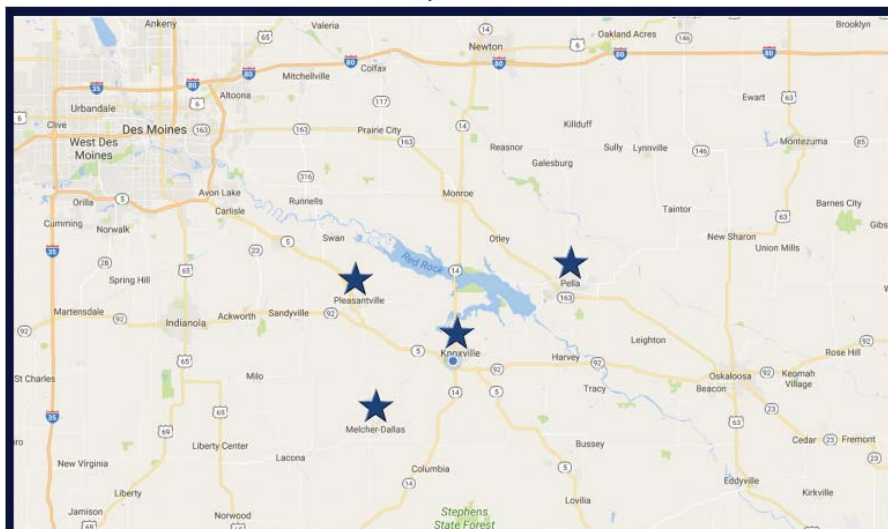 Ankeny
Valeria
65
14
Newton
Oakland Acres
6
146
63
Brooklyn
80
80
35
80
80
Colfax
Mitchellville
6
Altoona
Urbandale
117
Killduff
Ewart
63
6
Clive
Des Moines
163
Prairie City
14
West Des
Moines
163
Reasnor
Sully
Lynnville
146
Montezuma
85
Galesburg
316
Monroe
Avon Lake
Orilla
5
Runnells
Carlisle
Taintor
Barnes City
Cumming
Norwalk
Swan
Otley
63
35
23
5
New Sharon
Union Mills
28
65
Red Rock
14
Spring Hill
Pella
Pleasantville
163
Martensdale
Ackworth
Sandyville
92
92
92
Indianola
Leighton
92
5
Knoxville
Harvey
92
Rose Hill
65
92
Oskaloosa
92
Keomah
Village
St Charles
Milo
Tracy
Beacon
14
5
35
23
63
Melcher-Dallas
69
Liberty Center
Bussey
Cedar
23
Fremont
Lacona
New Virginia
Columbia
5
14
Eddyville
Liberty
Kirkville
Jamison
Norwood
Lovilia
Stephens
State Forest
69
65
63